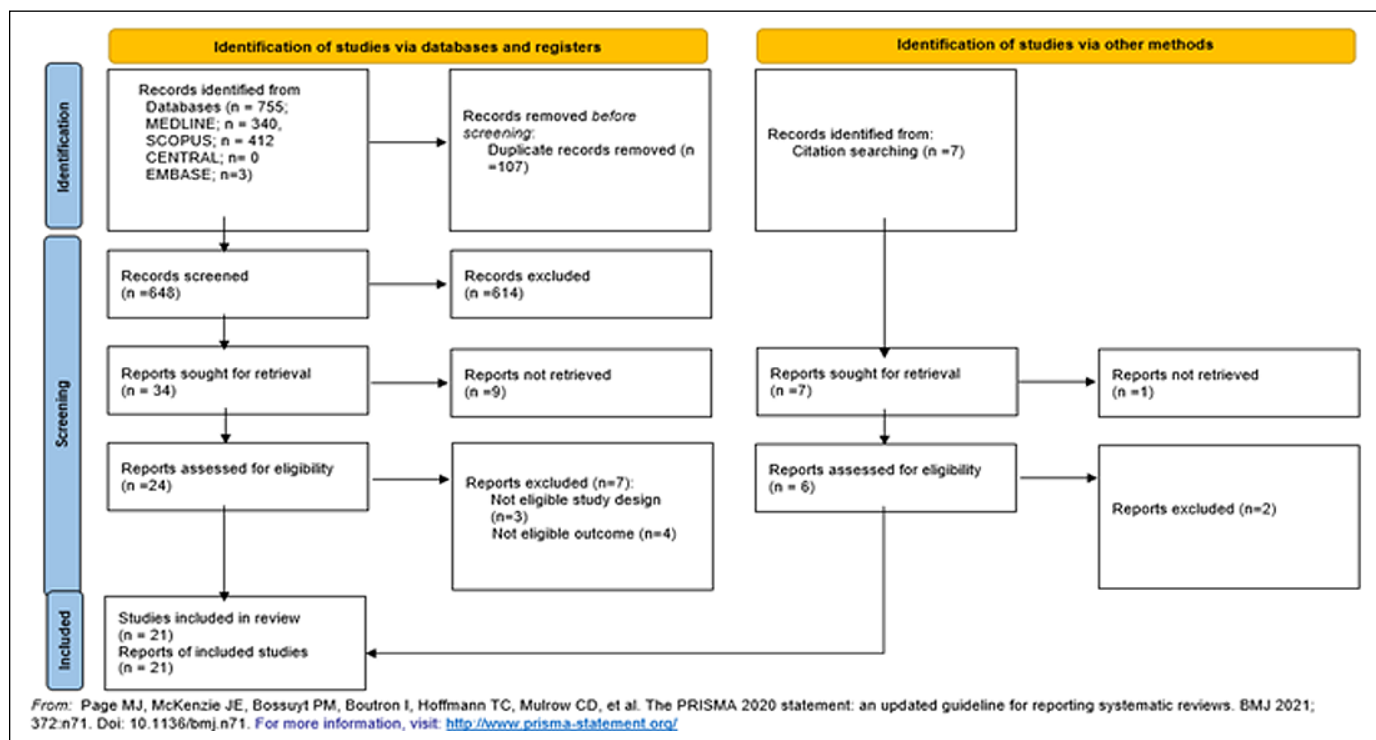 Identification of studies via databases and registers
Identification of studies via other methods
Identification
Records identified from
Databases (n = 755;
MEDLINE; n = 340,
SCOPUS; n = 412
CENTRAL; n= 0
EMBASE; n=3)
Records removed before
screening:
Duplicate records removed (n
=107)
Records identified from:
Citation searching (n =7)
Screening
Records screened
(n =648)
Records excluded
(n =614)
Reports sought for retrieval
(n = 34)
Reports not retrieved
(n =9)
Reports sought for retrieval
(n =7)
Reports not retrieved
(n =1)
Reports assessed for eligibility
(n =24)
Reports excluded (n=7):
Not eligible study design
(n=3)
Not eligible outcome (n=4)
Reports assessed for eligibility
(n = 6)
Reports excluded (n=2)
Included
Studies included in review
(n = 21)
Reports of included studies
(n = 21)
From: Page MJ, McKenzie JE, Bossuyt PM, Boutron I, Hoffmann TC, Mulrow CD, et al. The PRISMA 2020 statement: an updated guideline for reporting systematic reviews. BMJ 2021;
372:n71. Doi: 10.1136/bmj.n71. For more information, visit: http://www.prisma-statement.org/